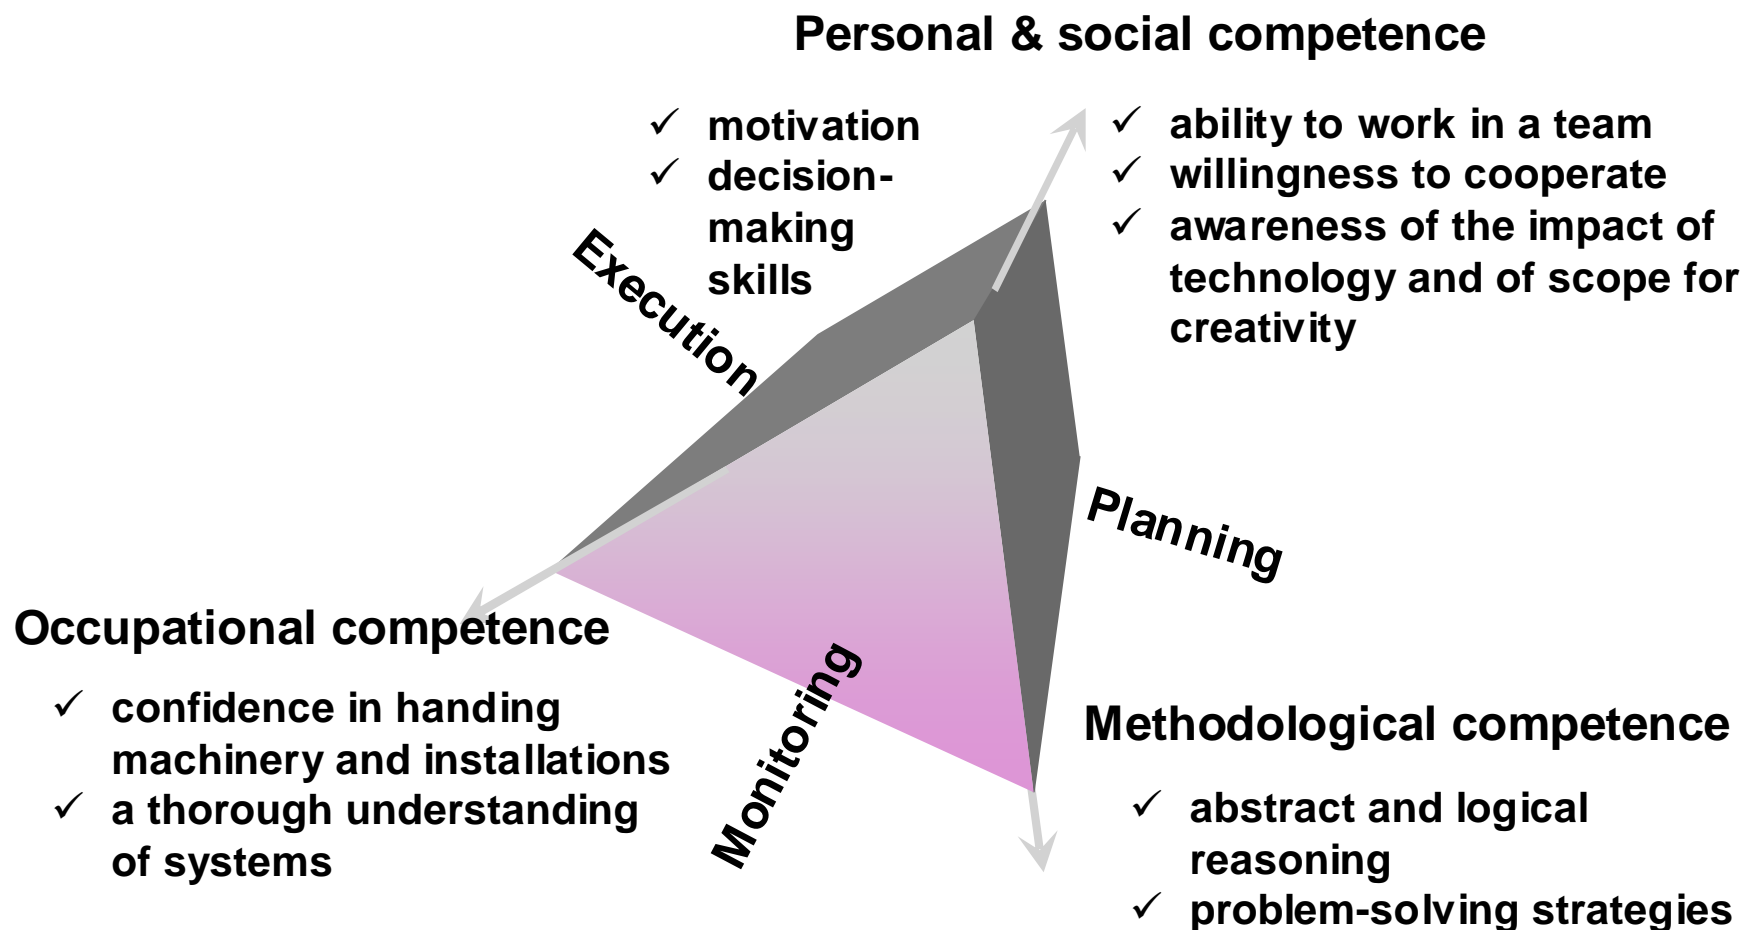 Personal & social competence
✓ motivation
✓ decision-
making
skills
✓ ability to work in a team
✓ willingness to cooperate
✓ awareness of the impact of
technology and of scope for
creativity
Execution
Planning
Occupational competence
✓ confidence in handing
machinery and installations
✓ a thorough understanding
of systems
Monitoring
Methodological competence
✓ abstract and logical
reasoning
✓ problem-solving strategies